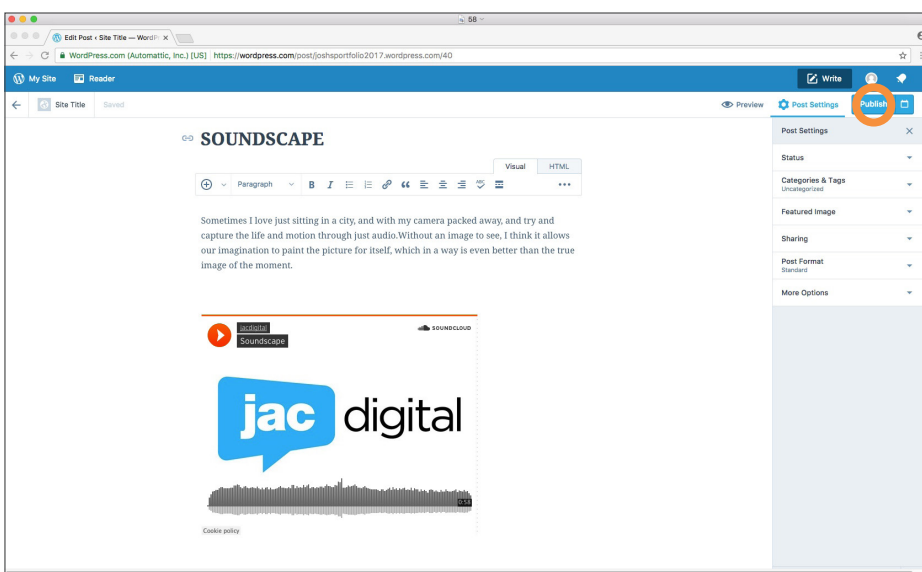 58
Edit Post ‹ Site Title — WordPr
WordPress.com (Automattic, Inc.) [US] https://wordpress.com/post/joshsportfolio2017.wordpress.com/40
My Site Reader Write
Site Title Saved Preview Post Settings Publish
SOUNDSCAPE
Visual HTML
Paragraph B I ABC
Sometimes I love just sitting in a city, and with my camera packed away, and try and
capture the life and motion through just audio.Without an image to see, I think it allows
our imagination to paint the picture for itself, which in a way is even better than the true
image of the moment.
jacdigital
Soundscape
SOUNDCLOUD
jac digital
0:58
Cookie policy
Post Settings
Status
Categories & Tags
Uncategorized
Featured Image
Sharing
Post Format
Standard
More Options